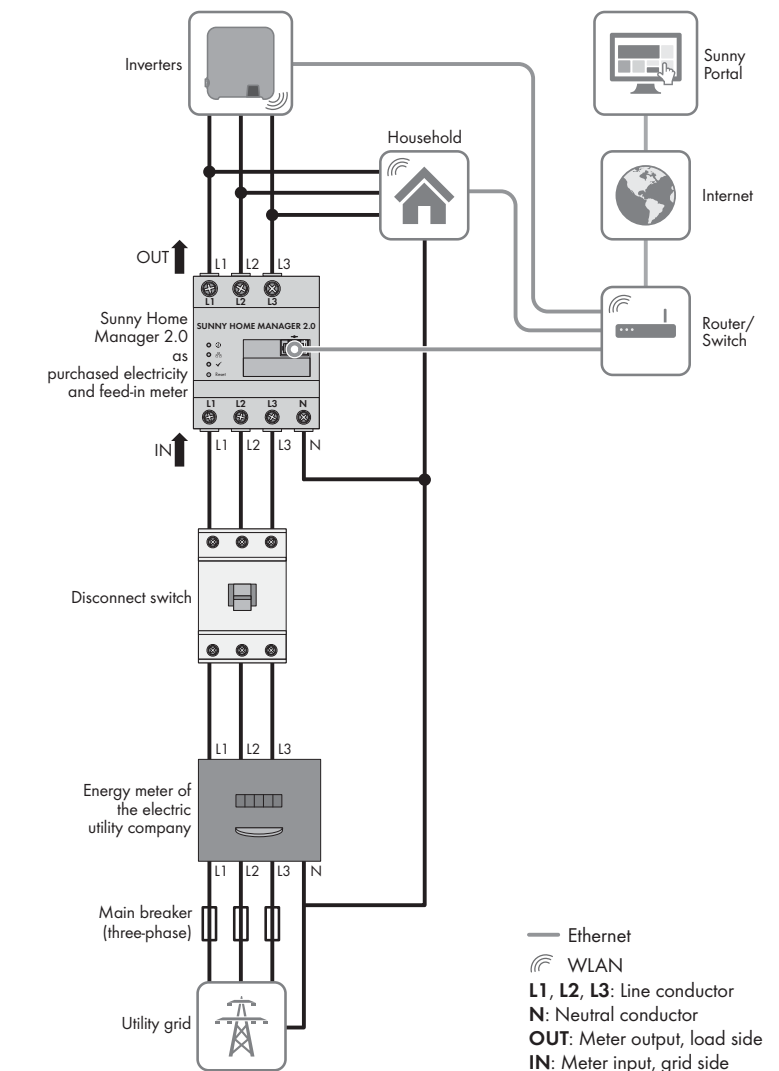 Inverters
Sunny
Portal
Household
Internet
OUT
L1 L2 L3
L1 L2 L3
Sunny Home
Manager 2.0
as
purchased electricity
and feed-in meter
SUNNY HOME MANAGER 2.0
Reset
Router/
Switch
L1 L2 L3 N
IN
L1 L2 L3 N
Disconnect switch
L1 L2 L3
Energy meter of
the electric
utility company
L1 L2 L3 N
Main breaker
(three-phase)
Utility grid
Ethernet
WLAN
L1, L2, L3: Line conductor
N: Neutral conductor
OUT: Meter output, load side
IN: Meter input, grid side